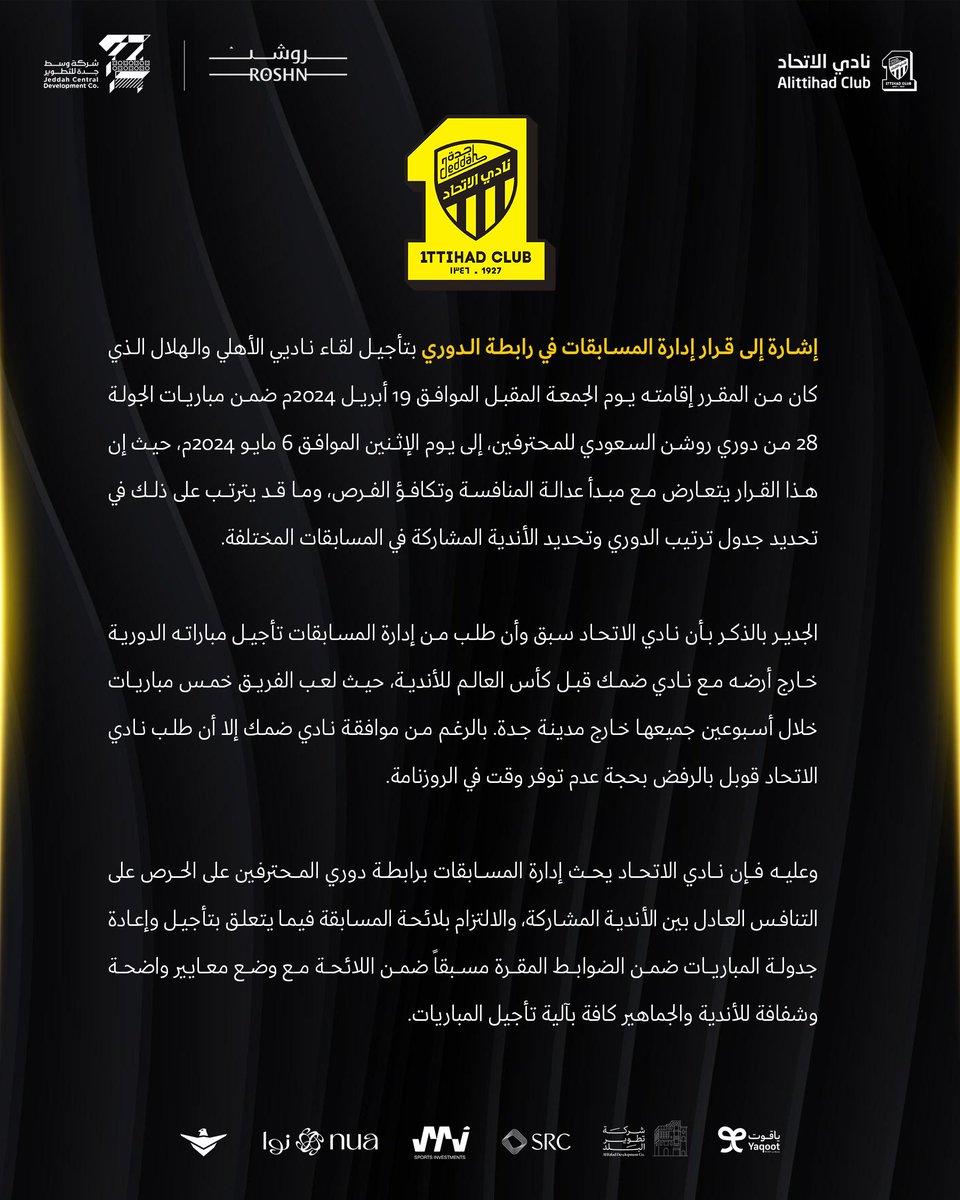 شركة وسط
جدة للتطوير
Jeddah Central
Development Co.
روشن
ROSHN
نادي الاتحاد
Alittihad Club
جدة
Jeddah
نادي الاتحاد
1TTIHAD CLUB
١٣٤٦ . 1927
إشارة إلى قرار إدارة المسابقات في رابطة الدوري بتأجيل لقاء ناديي الأهلي والهلال الذي
كان من المقرر إقامته يوم الجمعة المقبل الموافق 19 أبريل 2024م ضمن مباريات الجولة
28 من دوري روشن السعودي للمحترفين، إلى يوم الإثنين الموافق 6 مايو 2024م، حيث إن
هذا القرار يتعارض مع مبدأ عدالة المنافسة وتكافؤ الفرص، وما قد يترتب على ذلك في
تحديد جدول ترتيب الدوري وتحديد الأندية المشاركة في المسابقات المختلفة.
الجدير بالذكر بأن نادي الاتحاد سبق وأن طلب من إدارة المسابقات تأجيل مباراته الدورية
خارج أرضه مع نادي ضمك قبل كأس العالم للأندية، حيث لعب الفريق خمس مباريات
خلال أسبوعين جميعها خارج مدينة جدة. بالرغم من موافقة نادي ضمك إلا أن طلب نادي
الاتحاد قوبل بالرفض بحجة عدم توفر وقت في الروزنامة.
وعليه فإن نادي الاتحاد يحث إدارة المسابقات برابطة دوري المحترفين على الحرص على
التنافس العادل بين الأندية المشاركة، والالتزام بلائحة المسابقة فيما يتعلق بتأجيل وإعادة
جدولة المباريات ضمن الضوابط المقرة مسبقاً ضمن اللائحة مع وضع معايير واضحة
وشفافة للأندية والجماهير كافة بآلية تأجيل المباريات.
نوا nua
SPORTS INVESTMENTS
SRC
شركة
تطوير
البلد
ياقوت
Yaqoot